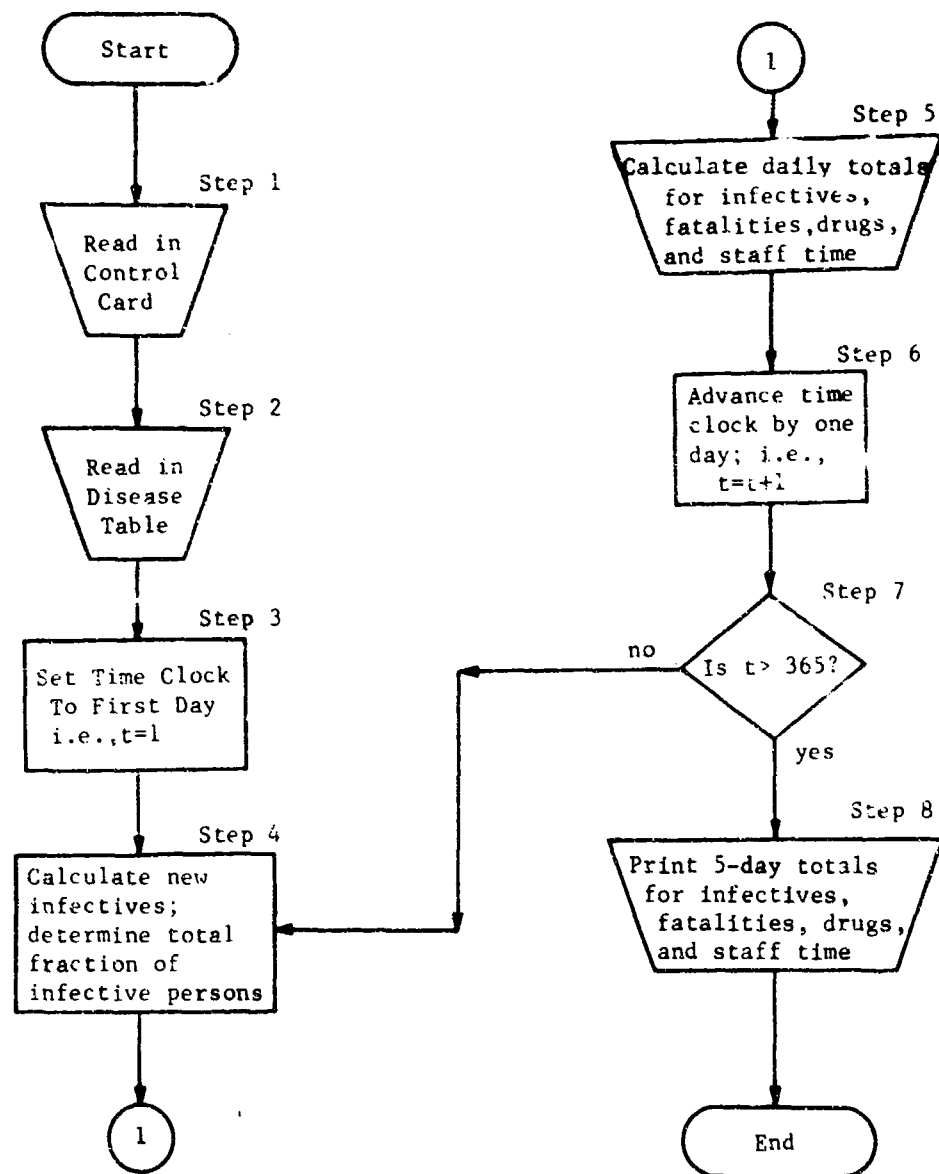 Start
Step 1
Read in
Control
Card
Step 2
Read in
Disease
Table
Step 3
Set Time Clock
To First Day
i.e.,t=1
Step 4
Calculate new
infectives;
determine total
fraction of
infective persons
1
1
Step 5
Calculate daily totals
for infectives,
fatalities,drugs,
and staff time
Step 6
Advance time
clock by one
day; i.e.,
t=t+1
Step 7
Is t> 365?
no
yes
Step 8
Print 5-day totals
for infectives,
fatalities, drugs,
and staff time
End